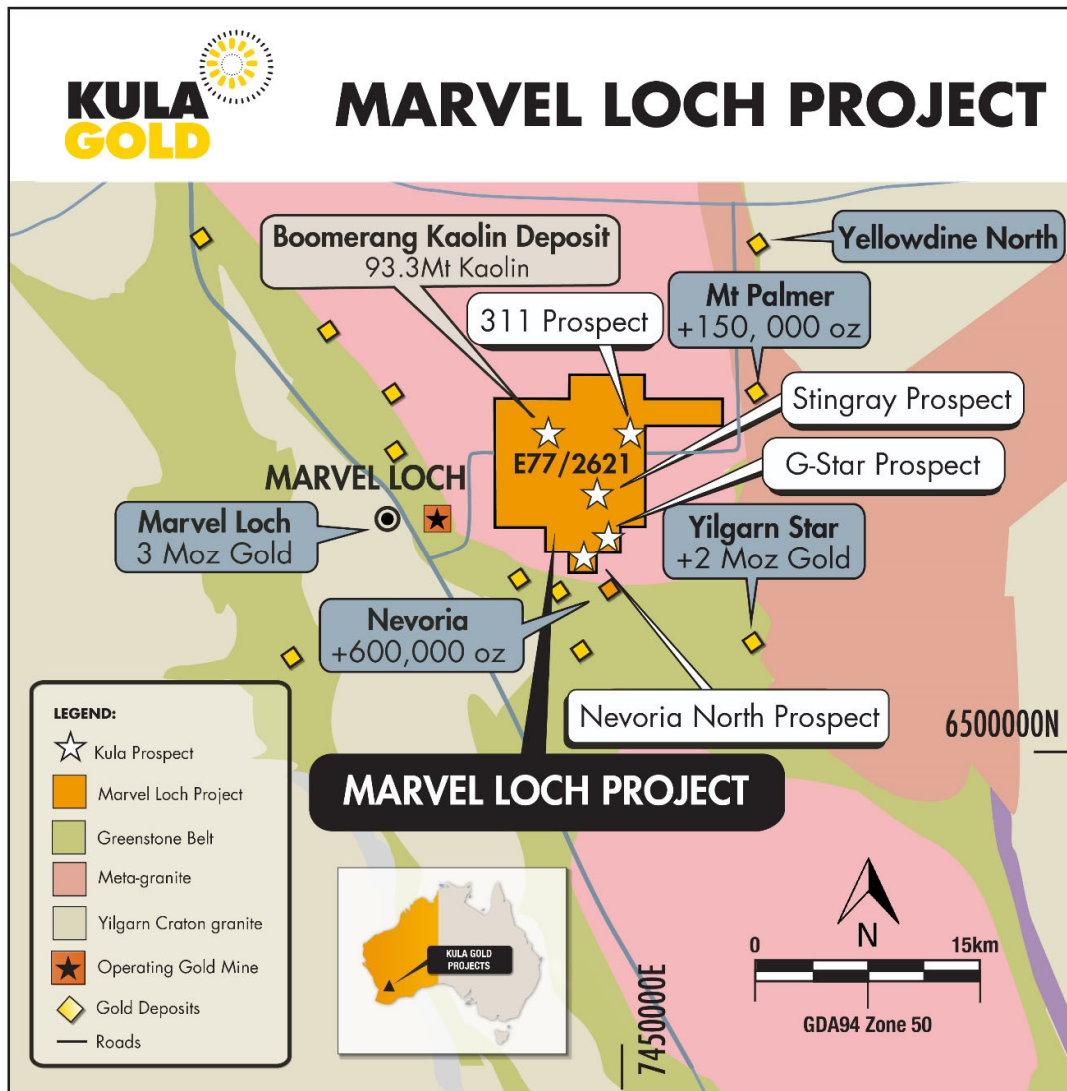 KULA
GOLD
MARVEL LOCH PROJECT
Boomerang Kaolin Deposit
93.3Mt Kaolin
Yellowdine North
311 Prospect
Mt Palmer
+150, 000 oz
Stingray Prospect
E77/2621
G-Star Prospect
MARVEL LOCH
Marvel Loch
3 Moz Gold
Yilgarn Star
+2 Moz Gold
Nevoria
+600,000 oz
Nevoria North Prospect
6500000N
MARVEL LOCH PROJECT
LEGEND:
Kula Prospect
Marvel Loch Project
Greenstone Belt
Meta-granite
Yilgarn Craton granite
Operating Gold Mine
Gold Deposits
Roads
KULA GOLD
PROJECTS
7450000E
N
0 15km
GDA94 Zone 50